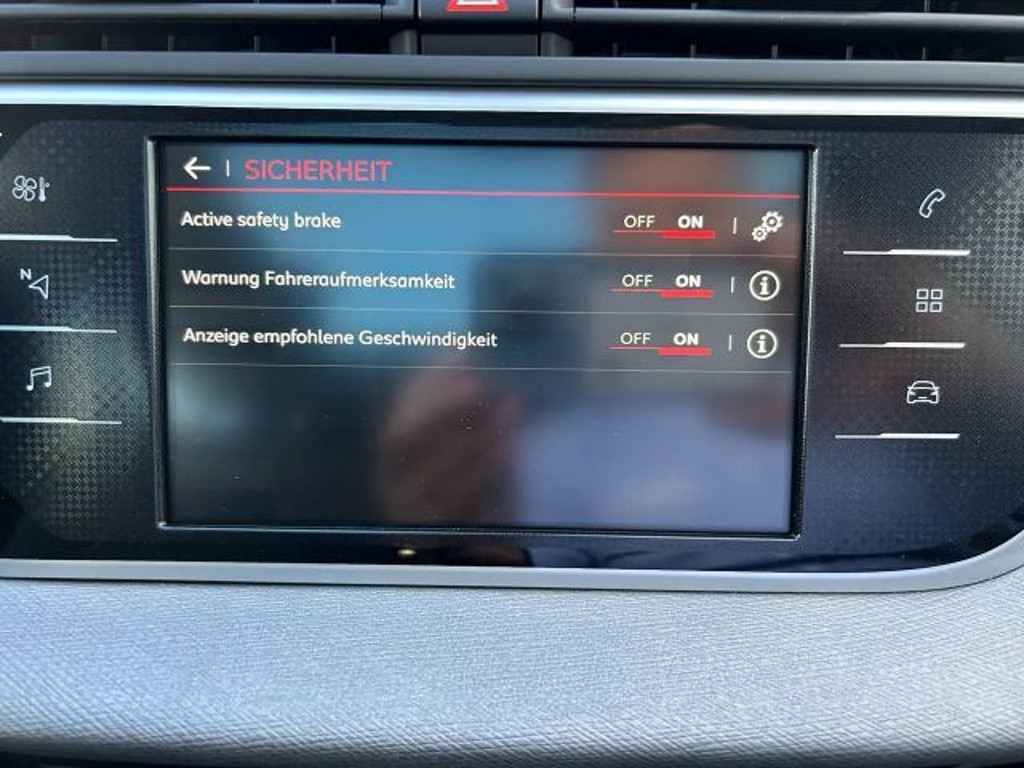 SICHERHEIT
Active safety brake OFF ON
Warnung Fahreraufmerksamkeit OFF ON
Anzeige empfohlene Geschwindigkeit OFF ON
N